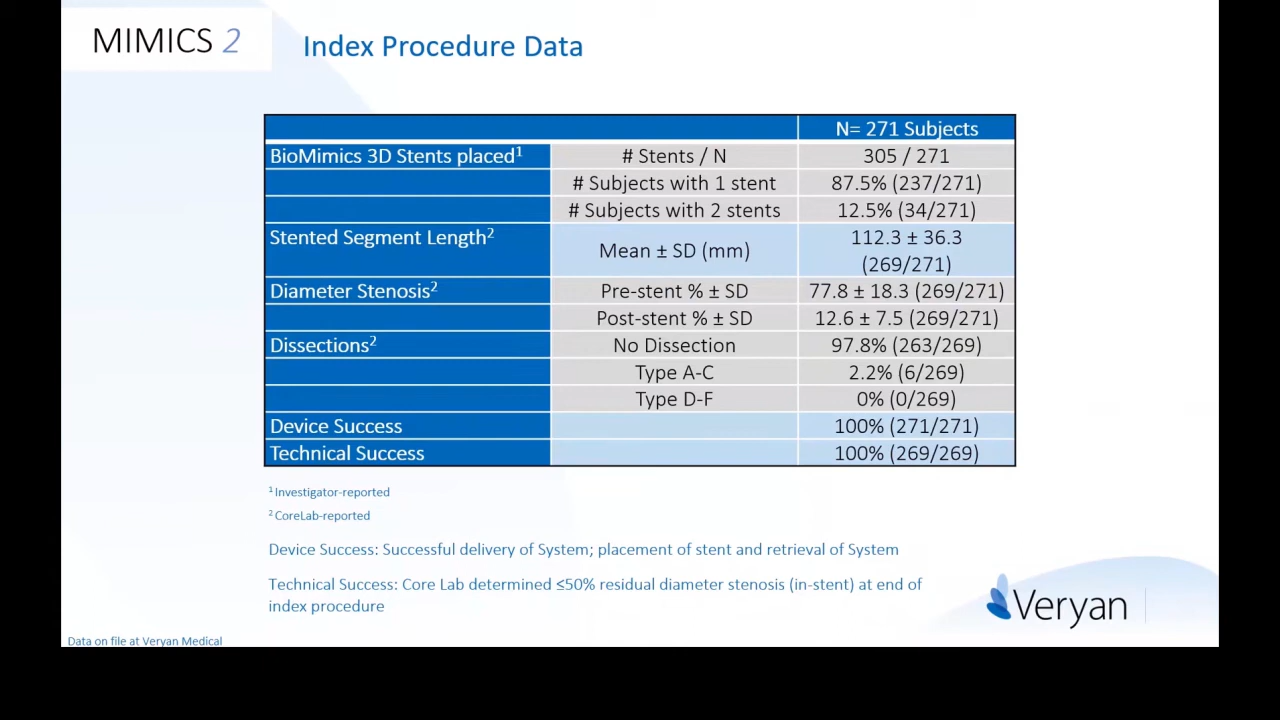 MIMICS 2
Index Procedure Data
N= 271 Subjects
BioMimics 3D Stents placed¹ # Stents / N 305 / 271
# Subjects with 1 stent 87.5% (237/271)
# Subjects with 2 stents 12.5% (34/271)
Stented Segment Length² Mean ± SD (mm) 112.3 ± 36.3
(269/271)
Diameter Stenosis² Pre-stent % ± SD 77.8 ± 18.3 (269/271)
Post-stent % ± SD 12.6 ± 7.5 (269/271)
Dissections² No Dissection 97.8% (263/269)
Type A-C 2.2% (6/269)
Type D-F 0% (0/269)
Device Success 100% (271/271)
Technical Success 100% (269/269)
¹ Investigator-reported
² CoreLab-reported
Device Success: Successful delivery of System; placement of stent and retrieval of System
Technical Success: Core Lab determined ≤50% residual diameter stenosis (in-stent) at end of
index procedure
Veryan
Data on file at Veryan Medical